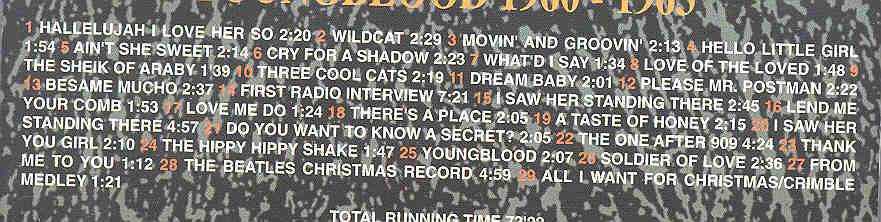 YOUNGBLOOD 1960 - 1963
1 HALLELUJAH I LOVE HER SO 2:20 2 WILDCAT 2:29 3 MOVIN' AND GROOVIN' 2:13 4 HELLO LITTLE GIRL
1:54 5 AIN'T SHE SWEET 2:14 6 CRY FOR A SHADOW 2:23 7 WHAT'D I SAY 1:34 8 LOVE OF THE LOVED 1:48 9
THE SHEIK OF ARABY 1'39 10 THREE COOL CATS 2:19 11 DREAM BABY 2:01 12 PLEASE MR. POSTMAN 2:22
13 BESAME MUCHO 2:37 14 FIRST RADIO INTERVIEW 7:21 15 I SAW HER STANDING THERE 2:45 16 LEND ME
YOUR COMB 1:53 17 LOVE ME DO 1:24 18 THERE'S A PLACE 2:05 19 A TASTE OF HONEY 2:15 20 I SAW HER
STANDING THERE 4:57 21 DO YOU WANT TO KNOW A SECRET? 2:05 22 THE ONE AFTER 909 4:24 23 THANK
YOU GIRL 2:10 24 THE HIPPY HIPPY SHAKE 1:47 25 YOUNGBLOOD 2:07 26 SOLDIER OF LOVE 2:36 27 FROM
ME TO YOU 1:12 28 THE BEATLES CHRISTMAS RECORD 4:59 29 ALL I WANT FOR CHRISTMAS/CRIMBLE
MEDLEY 1:21
TOTAL RUNNING TIME